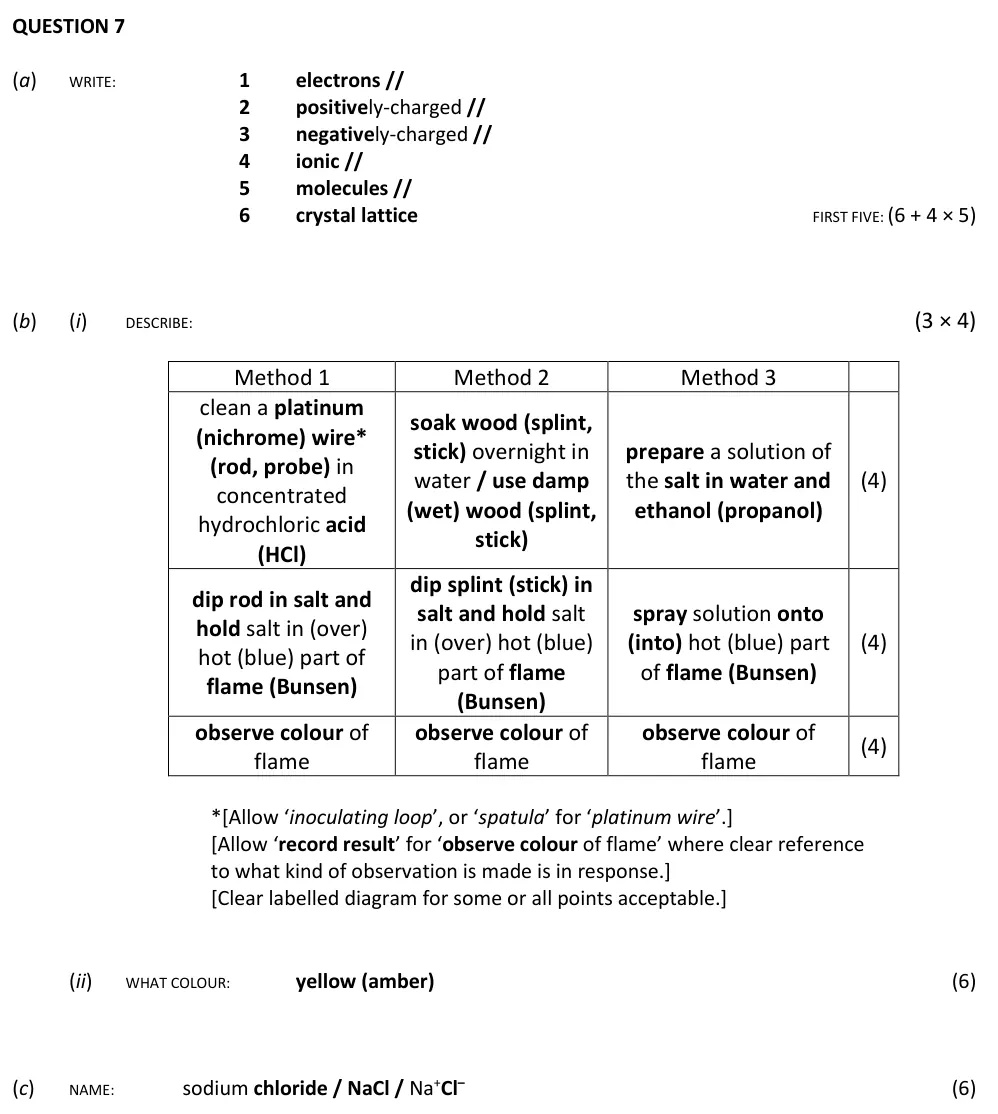 QUESTION 7
(a) WRITE: 1 electrons //
2 positively-charged //
3 negatively-charged //
4 ionic //
5 molecules //
6 crystal lattice FIRST FIVE: (6 + 4 × 5)
(b) (i) DESCRIBE: (3 × 4)
Method 1 Method 2 Method 3
clean a platinum
(nichrome) wire*
(rod, probe) in
concentrated
hydrochloric acid
(HCl)
soak wood (splint,
stick) overnight in
water / use damp
(wet) wood (splint,
stick)
prepare a solution of
the salt in water and
ethanol (propanol)
(4)
dip rod in salt and
hold salt in (over)
hot (blue) part of
flame (Bunsen)
dip splint (stick) in
salt and hold salt
in (over) hot (blue)
part of flame
(Bunsen)
spray solution onto
(into) hot (blue) part
of flame (Bunsen)
(4)
observe colour of
flame
observe colour of
flame
observe colour of
flame
(4)
*[Allow ‘inoculating loop’, or ‘spatula’ for ‘platinum wire’.]
[Allow ‘record result’ for ‘observe colour of flame’ where clear reference
to what kind of observation is made is in response.]
[Clear labelled diagram for some or all points acceptable.]
(ii) WHAT COLOUR: yellow (amber) (6)
(c) NAME: sodium chloride / NaCl / Na⁺Cl⁻ (6)